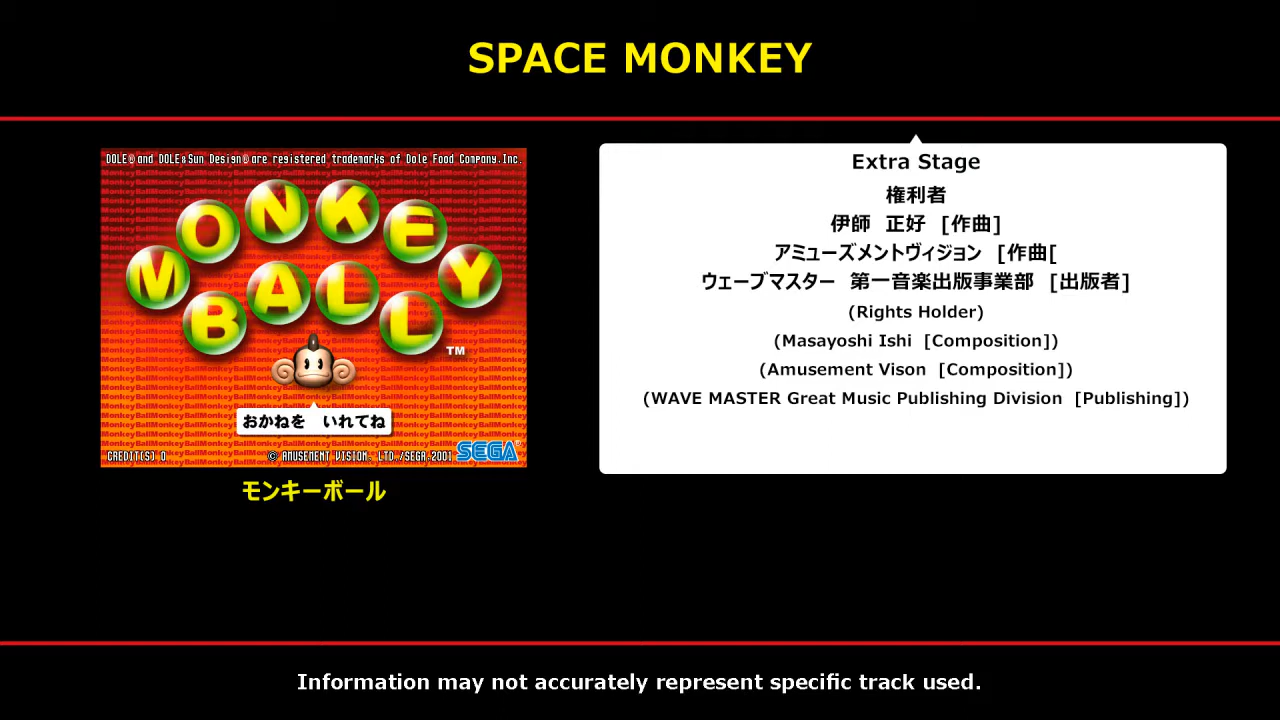 SPACE MONKEY
DOLE® and DOLE&Sun Design® are registered trademarks of Dole Food Company,Inc.
MONKEY
BALL
TM
おかねを いれてね
CREDIT(S) 0
© AMUSEMENT VISION, LTD./SEGA,2001
SEGA
モンキーボール
Extra Stage
権利者
伊師 正好 [作曲]
アミューズメントヴィジョン [作曲[
ウェーブマスター 第一音楽出版事業部 [出版者]
(Rights Holder)
(Masayoshi Ishi [Composition])
(Amusement Vison [Composition])
(WAVE MASTER Great Music Publishing Division [Publishing])
Information may not accurately represent specific track used.